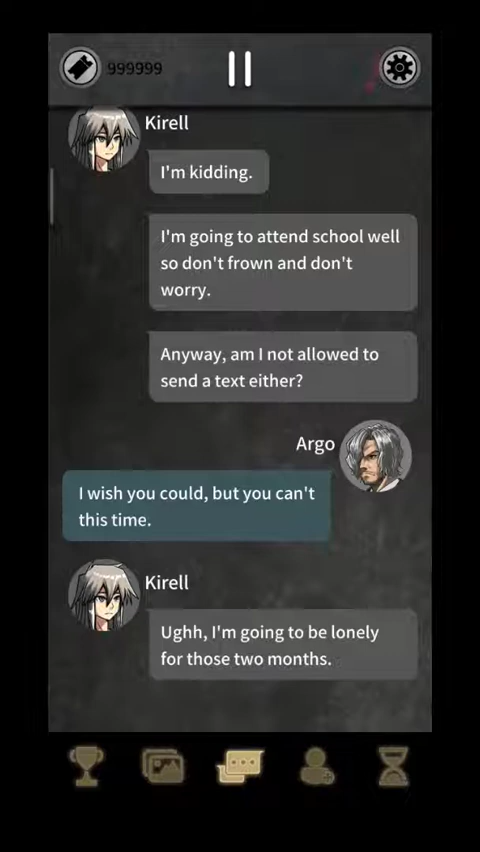 999999
Kirell
I'm kidding.
I'm going to attend school well
so don't frown and don't
worry.
Anyway, am I not allowed to
send a text either?
Argo
I wish you could, but you can't
this time.
Kirell
Ughh, I'm going to be lonely
for those two months.